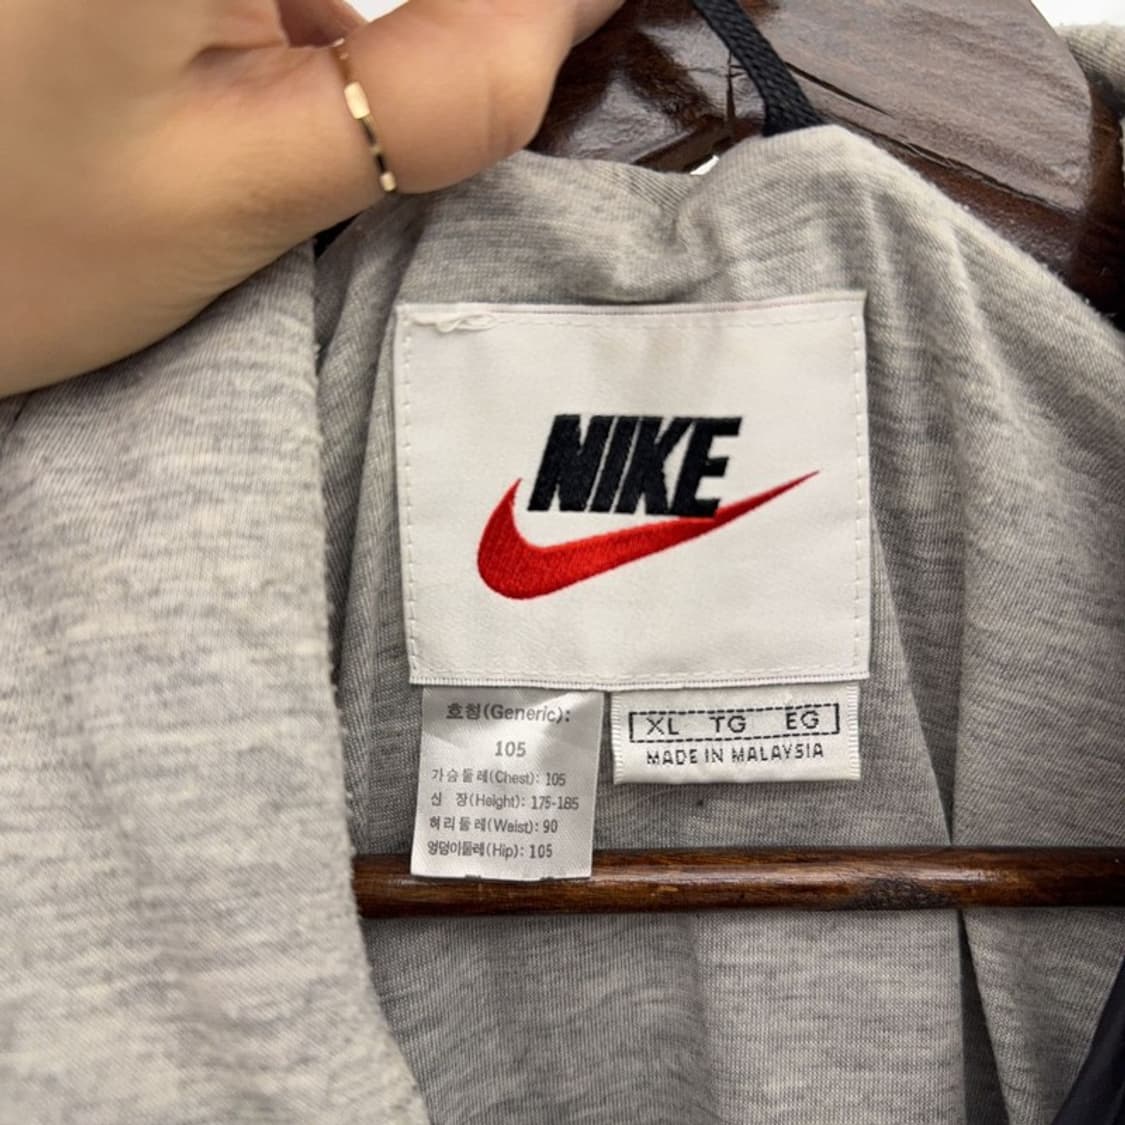 NIKE
호칭(Generic):
105
가슴둘레(Chest): 105
신 장(Height): 175-185
허리둘레(Waist): 90
엉덩이둘레(Hip): 105
XL TG EG
MADE IN MALAYSIA